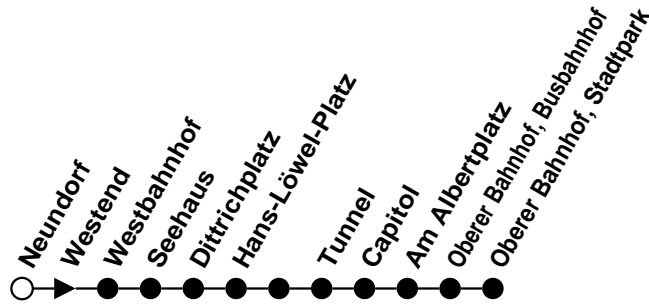 Neundorf
Westend
Westbahnhof
Seehaus
Dittrichplatz
Hans-Löwel-Platz
Tunnel
Capitol
Am Albertplatz
Oberer Bahnhof, Busbahnhof
Oberer Bahnhof, Stadtpark